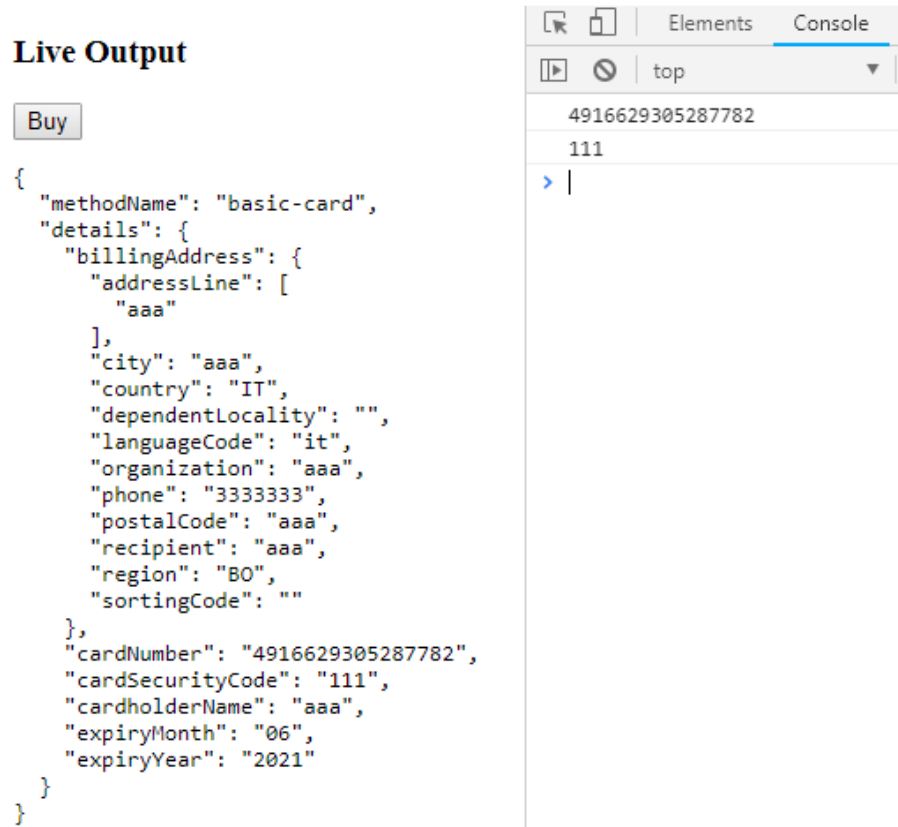 Live Output
Buy
{
  "methodName": "basic-card",
  "details": {
    "billingAddress": {
      "addressLine": [
        "aaa"
      ],
      "city": "aaa",
      "country": "IT",
      "dependentLocality": "",
      "languageCode": "it",
      "organization": "aaa",
      "phone": "3333333",
      "postalCode": "aaa",
      "recipient": "aaa",
      "region": "BO",
      "sortingCode": ""
    },
    "cardNumber": "4916629305287782",
    "cardSecurityCode": "111",
    "cardholderName": "aaa",
    "expiryMonth": "06",
    "expiryYear": "2021"
  }
}
Elements Console
top
4916629305287782
111
>